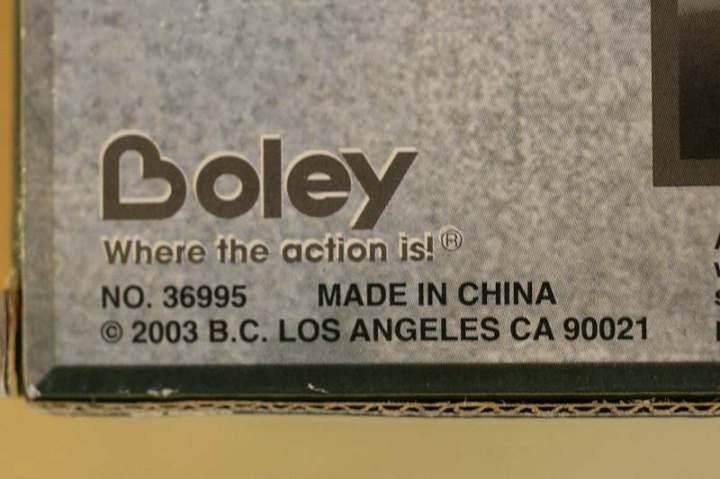 Boley
Where the action is!®
NO. 36995 MADE IN CHINA
© 2003 B.C. LOS ANGELES CA 90021